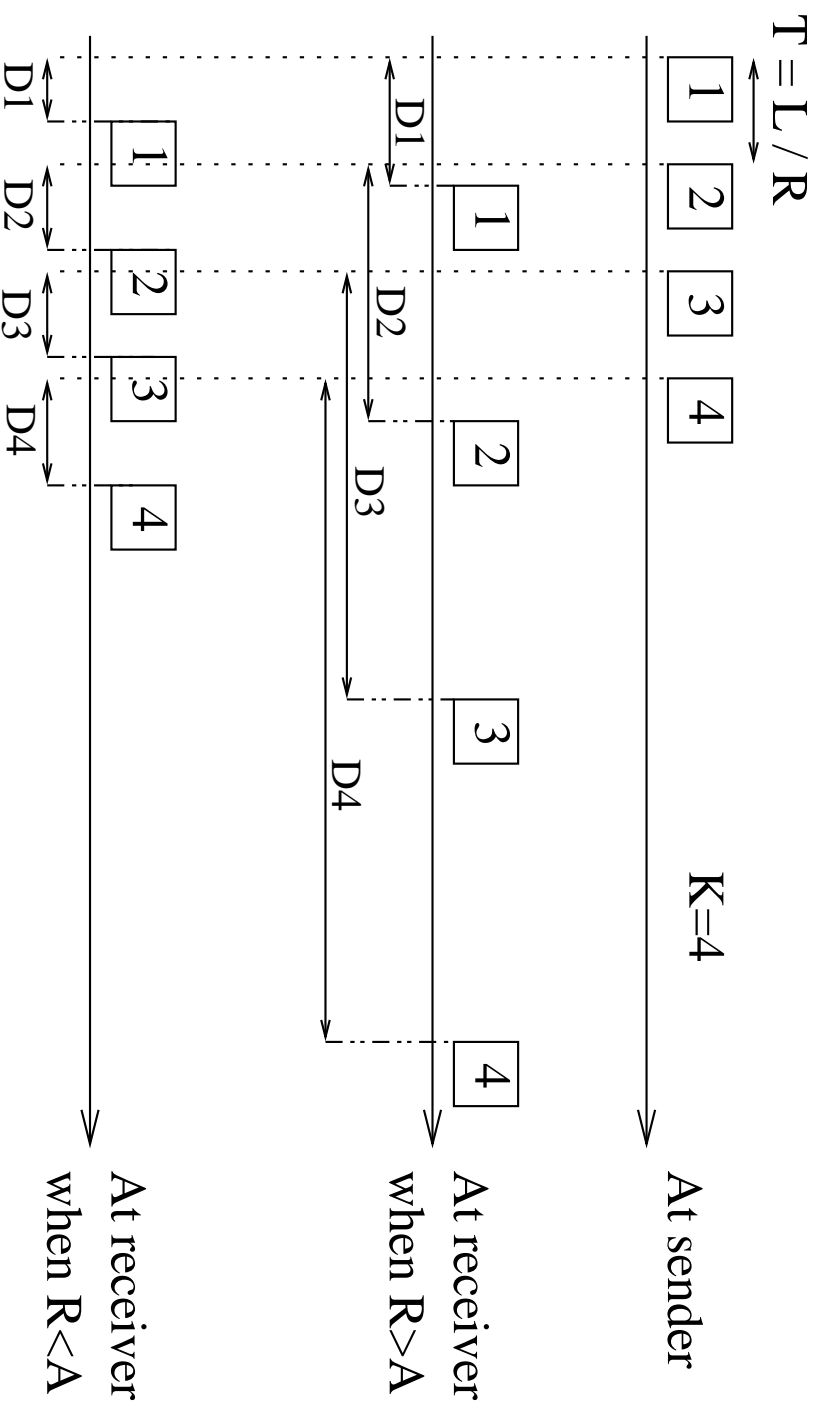 T = L / R
1 2 3 4
K=4
At sender
1 2 3 4
D1
D2
D3
D4
At receiver
when R>A
1 2 3 4
D1 D2 D3 D4
At receiver
when R<A